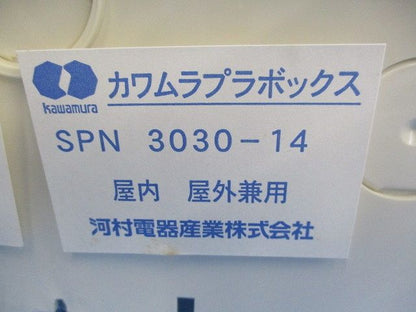 カワムラプラボックス
Kawamura
SPN 3030-14
屋内 屋外兼用
河村電器産業株式会社